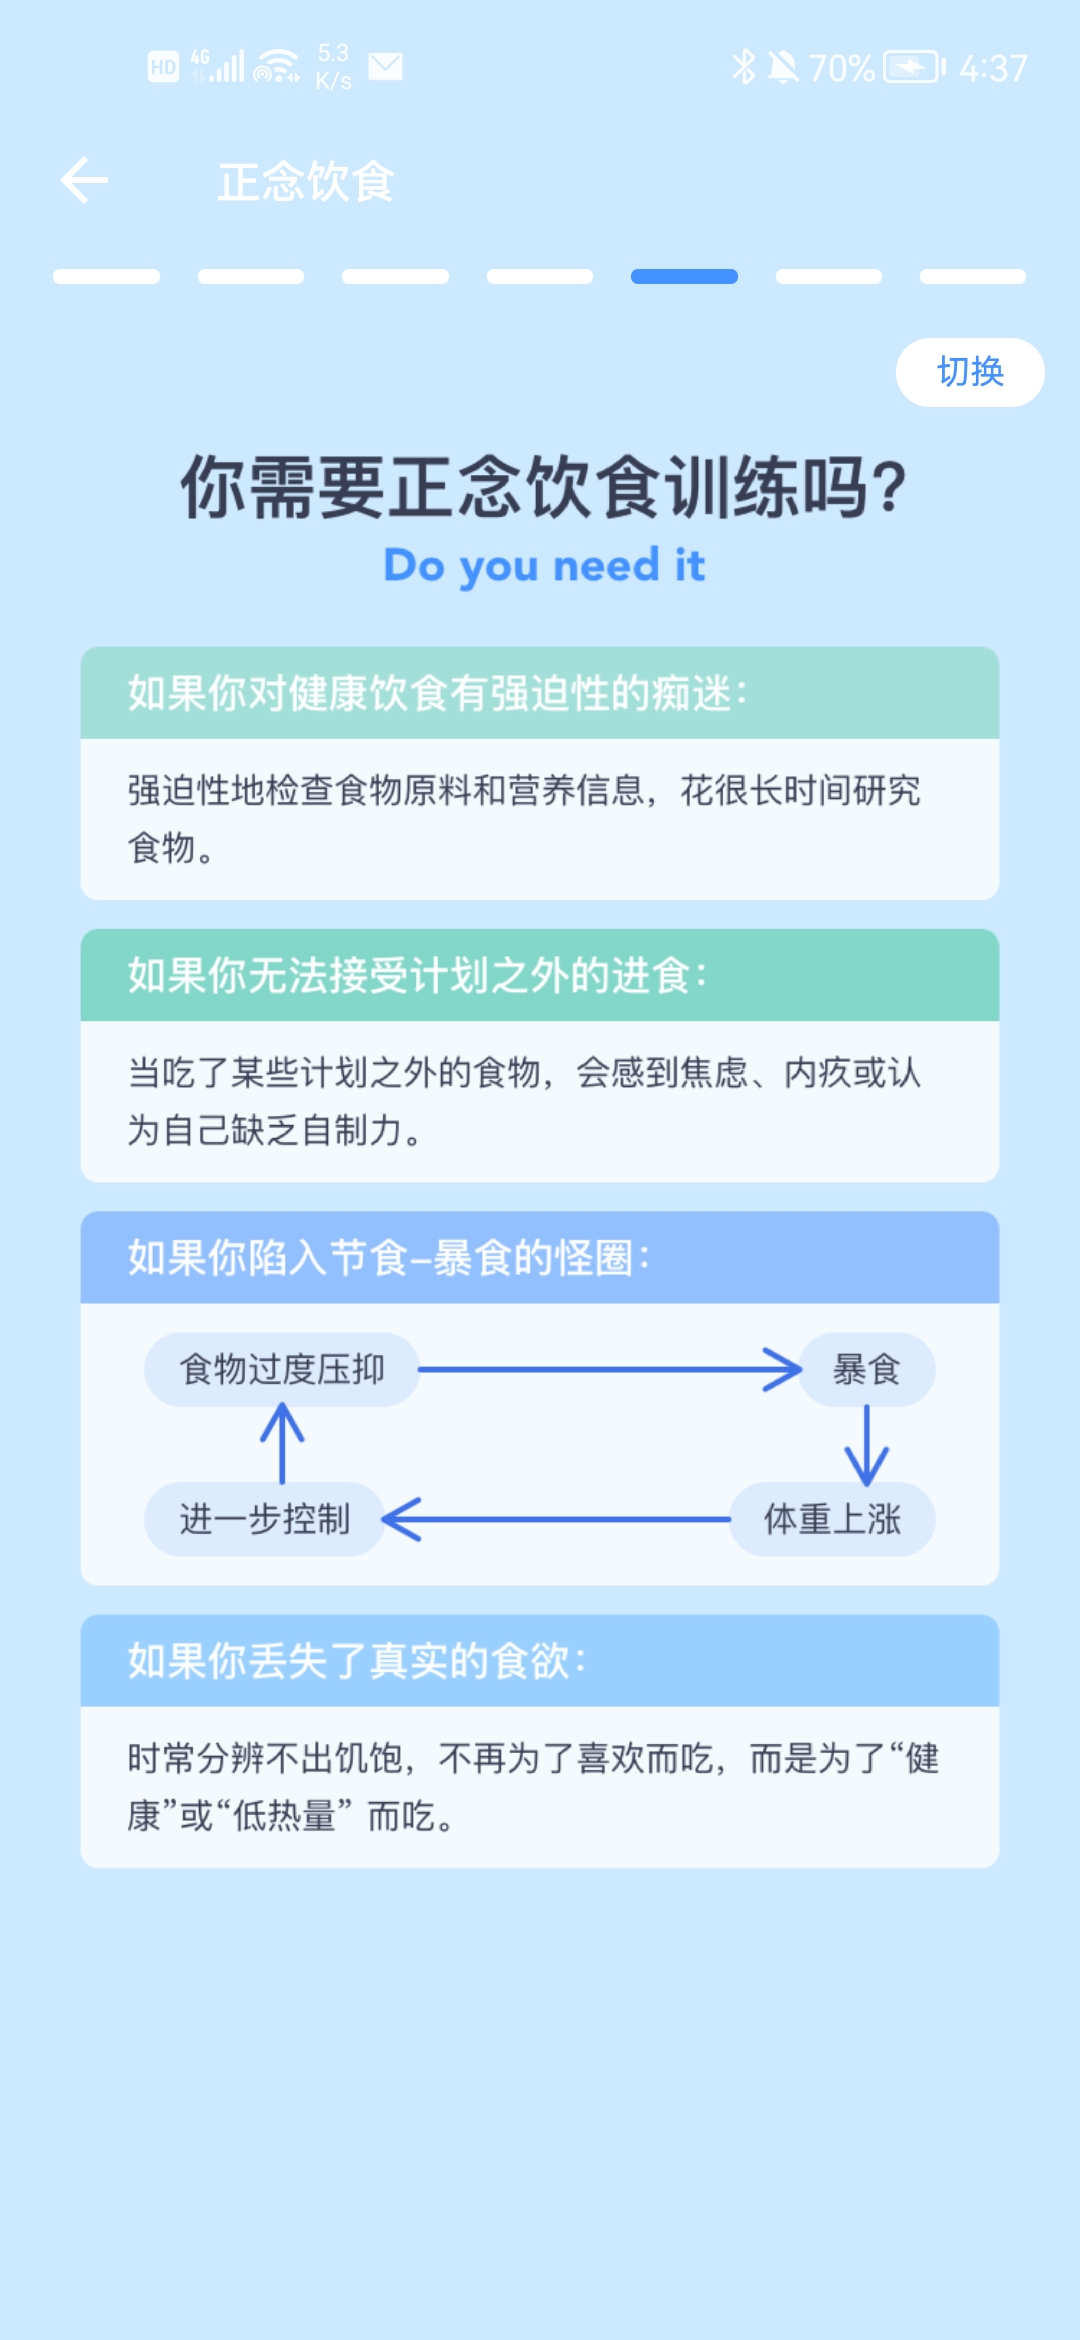 HD 4G 5.3 K/s 70% 4:37
正念饮食
切换
你需要正念饮食训练吗?
Do you need it
如果你对健康饮食有强迫性的痴迷：
强迫性地检查食物原料和营养信息，花很长时间研究
食物。
如果你无法接受计划之外的进食：
当吃了某些计划之外的食物，会感到焦虑、内疚或认
为自己缺乏自制力。
如果你陷入节食–暴食的怪圈：
食物过度压抑 暴食
进一步控制 体重上涨
如果你丢失了真实的食欲：
时常分辨不出饥饱，不再为了喜欢而吃，而是为了“健
康”或“低热量” 而吃。